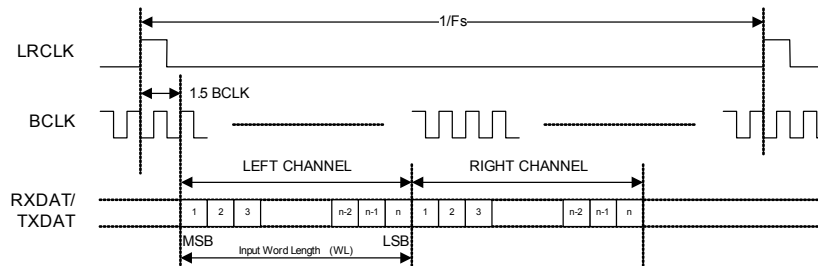 1/Fs
LRCLK
1.5 BCLK
BCLK
LEFT CHANNEL RIGHT CHANNEL
RXDAT/
TXDAT
1 2 3 n-2 n-1 n 1 2 3 n-2 n-1 n
MSB LSB
Input Word Length (WL)